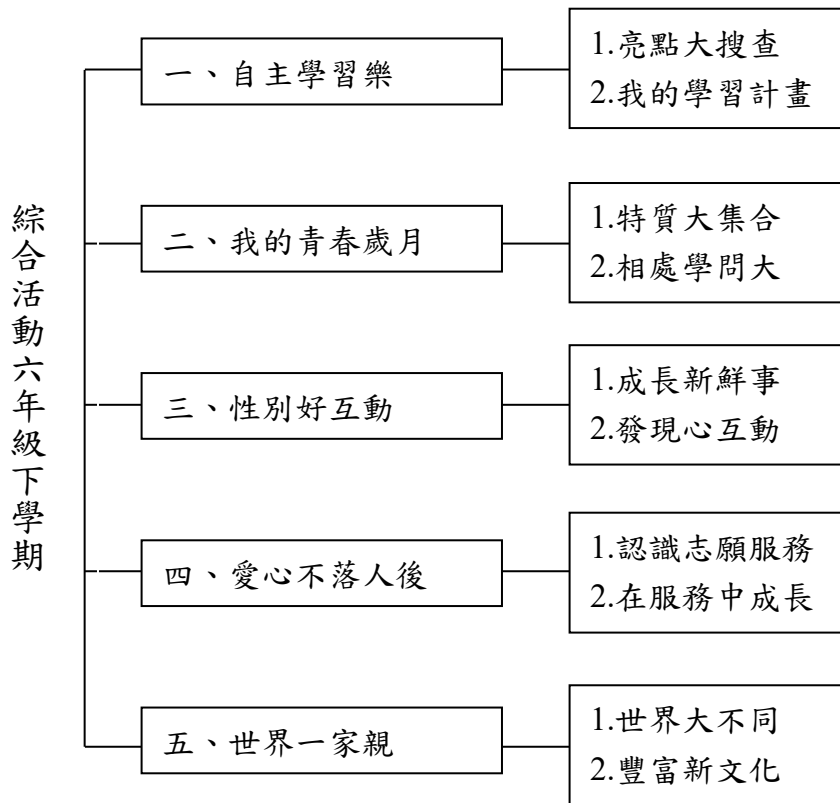 綜合活動六年級下學期
一、自主學習樂
1.亮點大搜查
2.我的學習計畫
二、我的青春歲月
1.特質大集合
2.相處學問大
三、性別好互動
1.成長新鮮事
2.發現心互動
四、愛心不落人後
1.認識志願服務
2.在服務中成長
五、世界一家親
1.世界大不同
2.豐富新文化